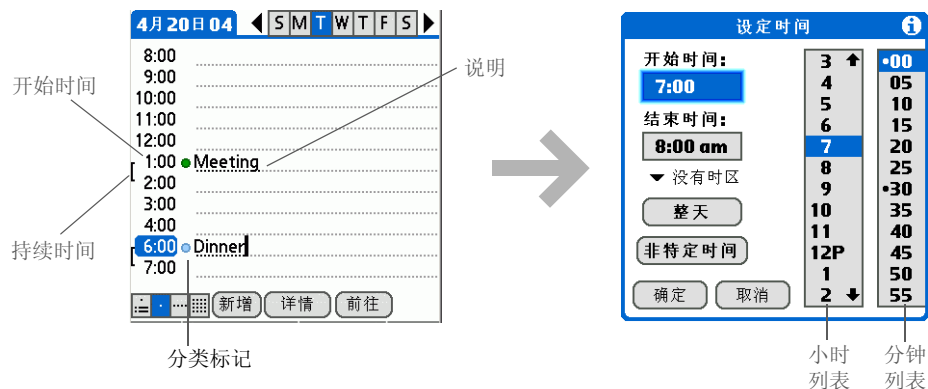 4月 20日 04 S M T W T F S
8:00
9:00
10:00
11:00
12:00
1:00 Meeting
2:00
3:00
4:00
6:00 Dinner
7:00
新增 详情 前往
开始时间
持续时间
说明
分类标记
设定时间
开始时间:
7:00
结束时间:
8:00 am
没有时区
整天
非特定时间
确定 取消
3
4
5
6
7
8
9
10
11
12P
1
2
•00
05
10
15
20
25
•30
35
40
45
50
55
小时
列表
分钟
列表